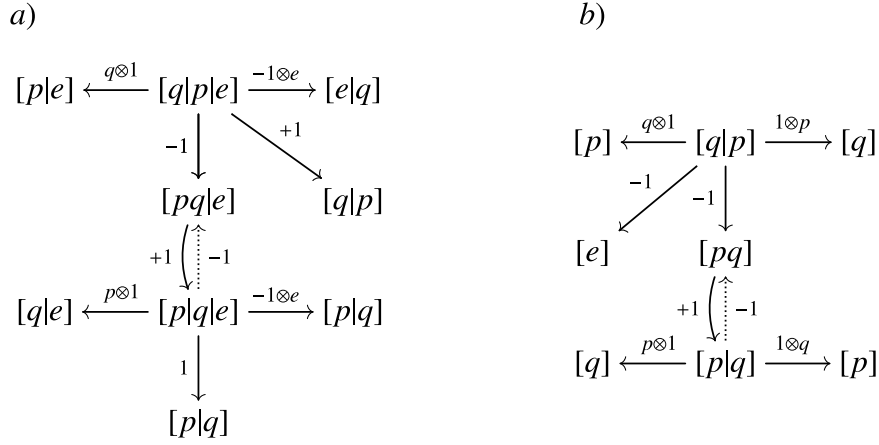 a)
b)
q⊗1
−1⊗e
[p|e] [q|p|e] [e|q]
−1
+1
[pq|e] [q|p]
+1
−1
p⊗1
−1⊗e
[q|e] [p|q|e] [p|q]
1
[p|q]
q⊗1
1⊗p
[p] [q|p] [q]
−1
−1
[e] [pq]
+1
−1
p⊗1
1⊗q
[q] [p|q] [p]